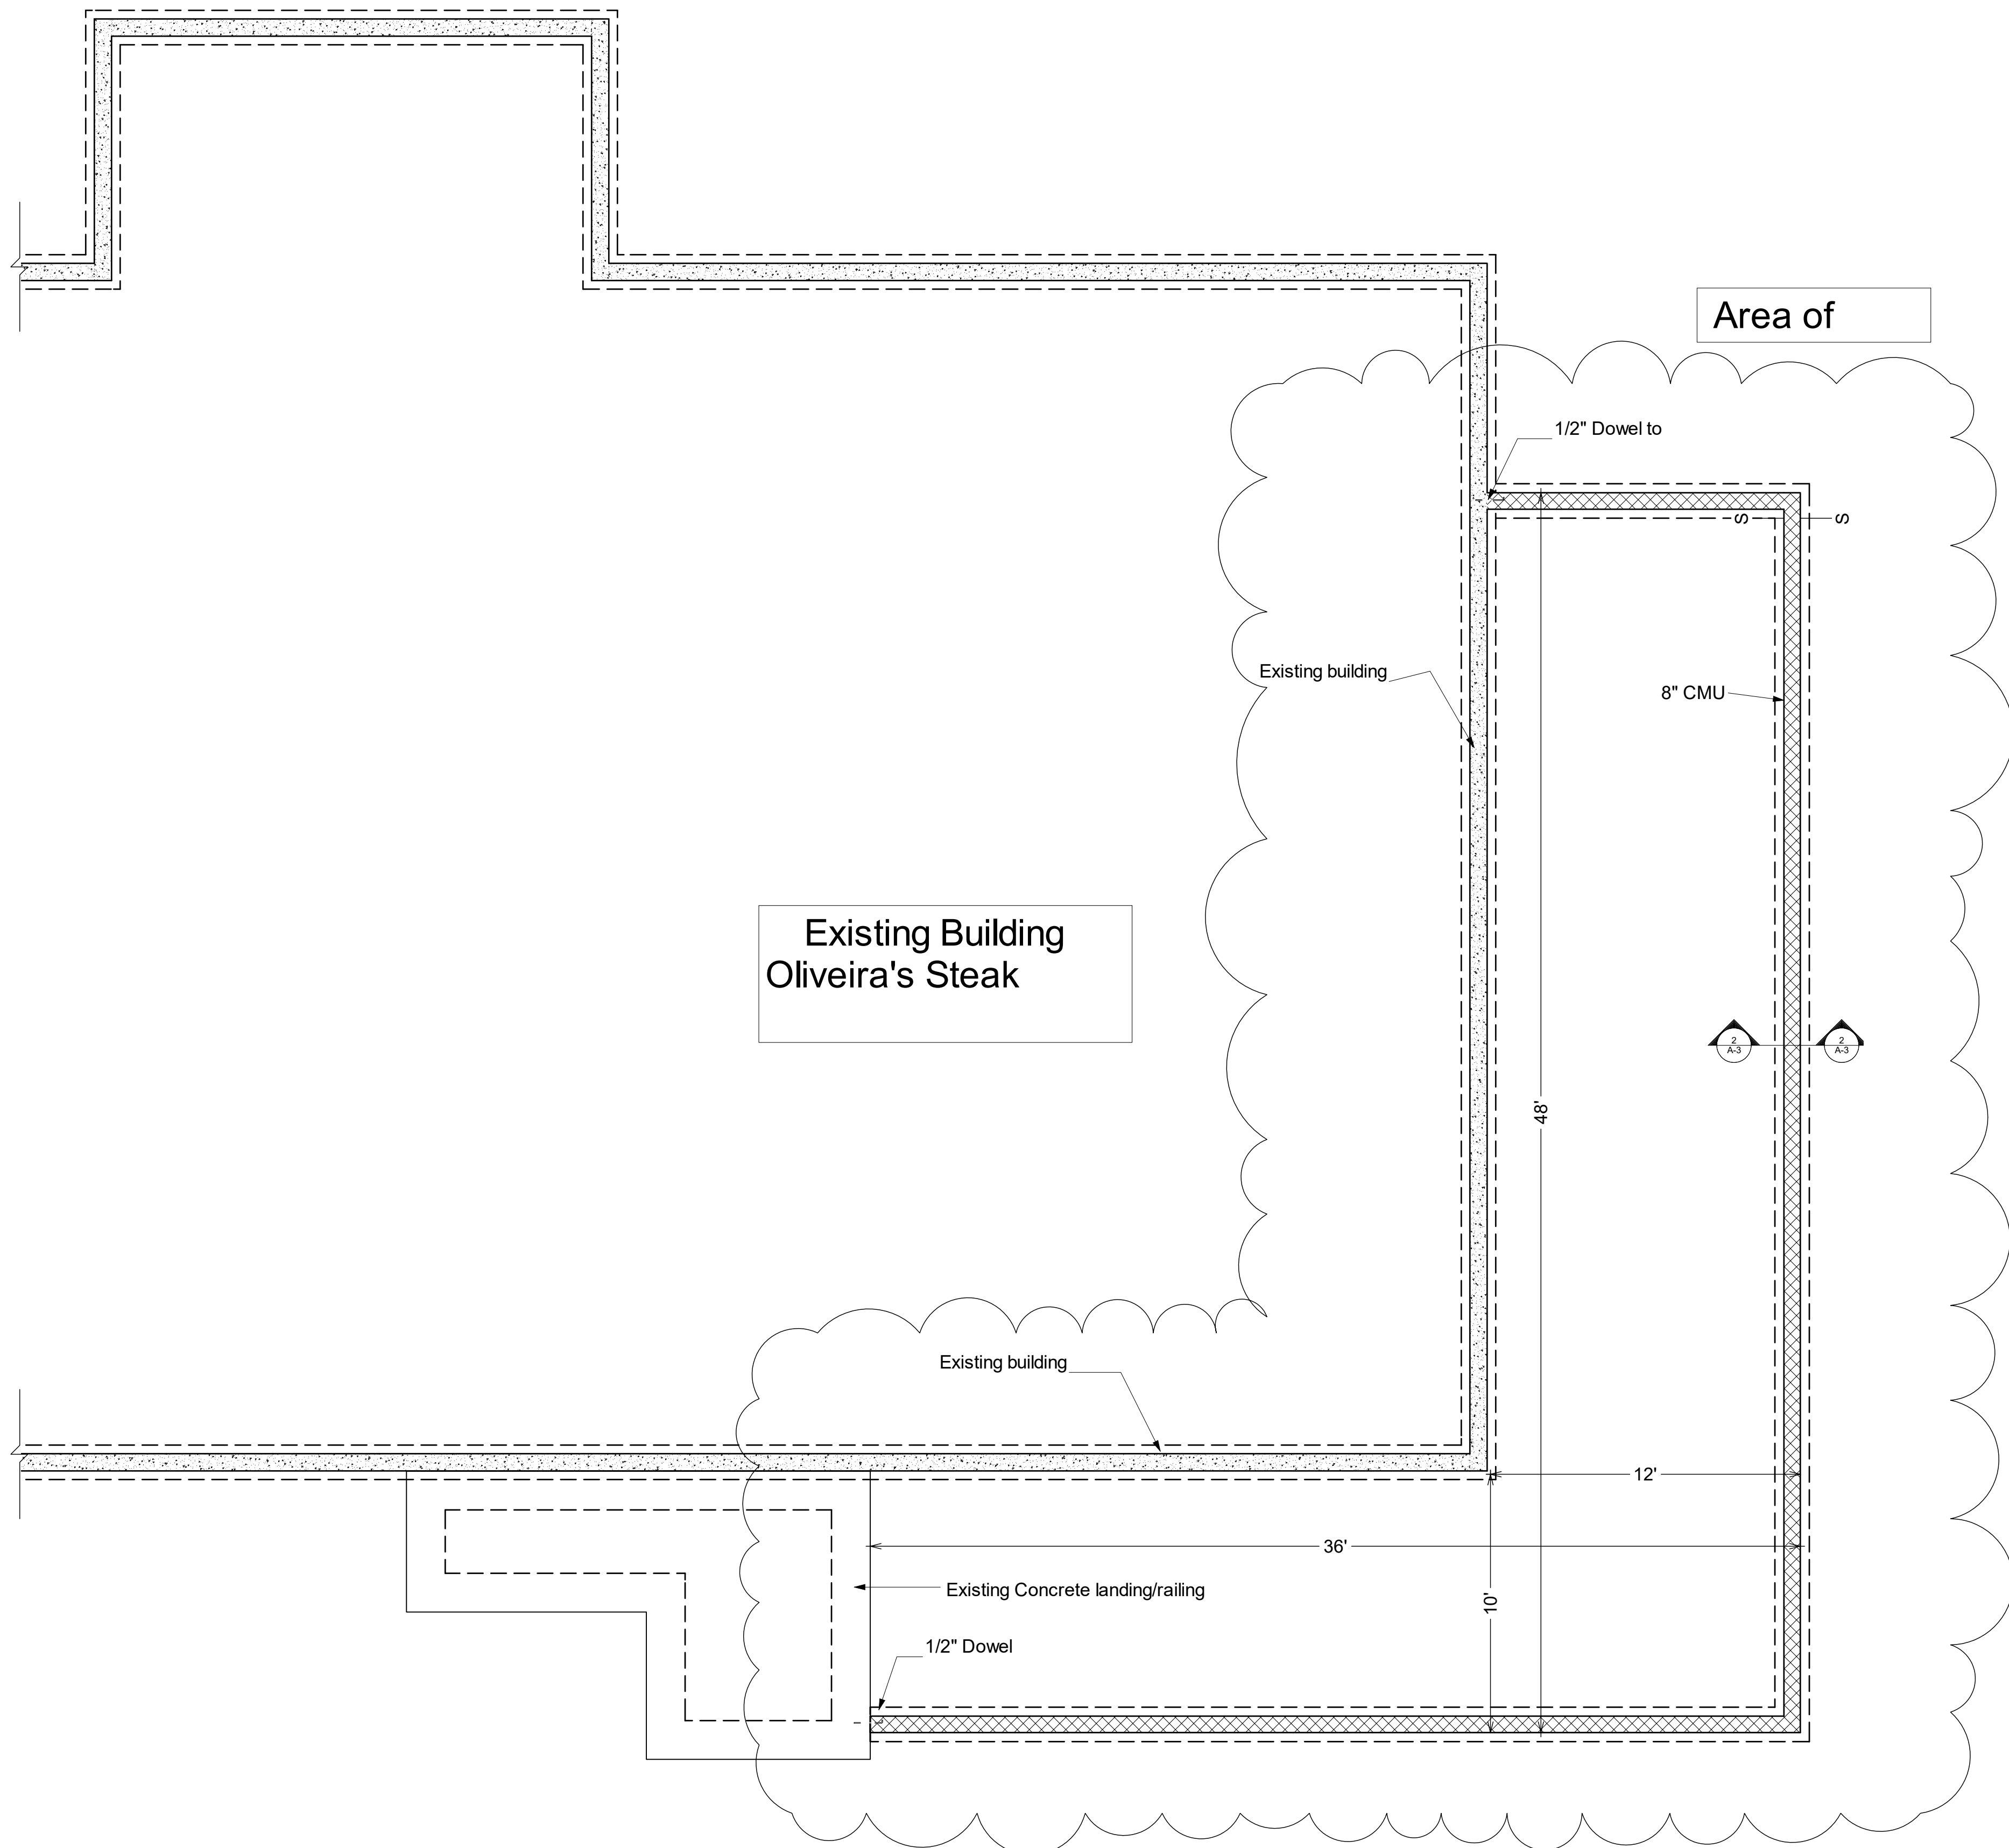 Area of
1/2" Dowel to
S S
Existing building
8" CMU
Existing Building
Oliveira's Steak
2
A-3
2
A-3
48'
Existing building
12'
36'
Existing Concrete landing/railing
10'
1/2" Dowel